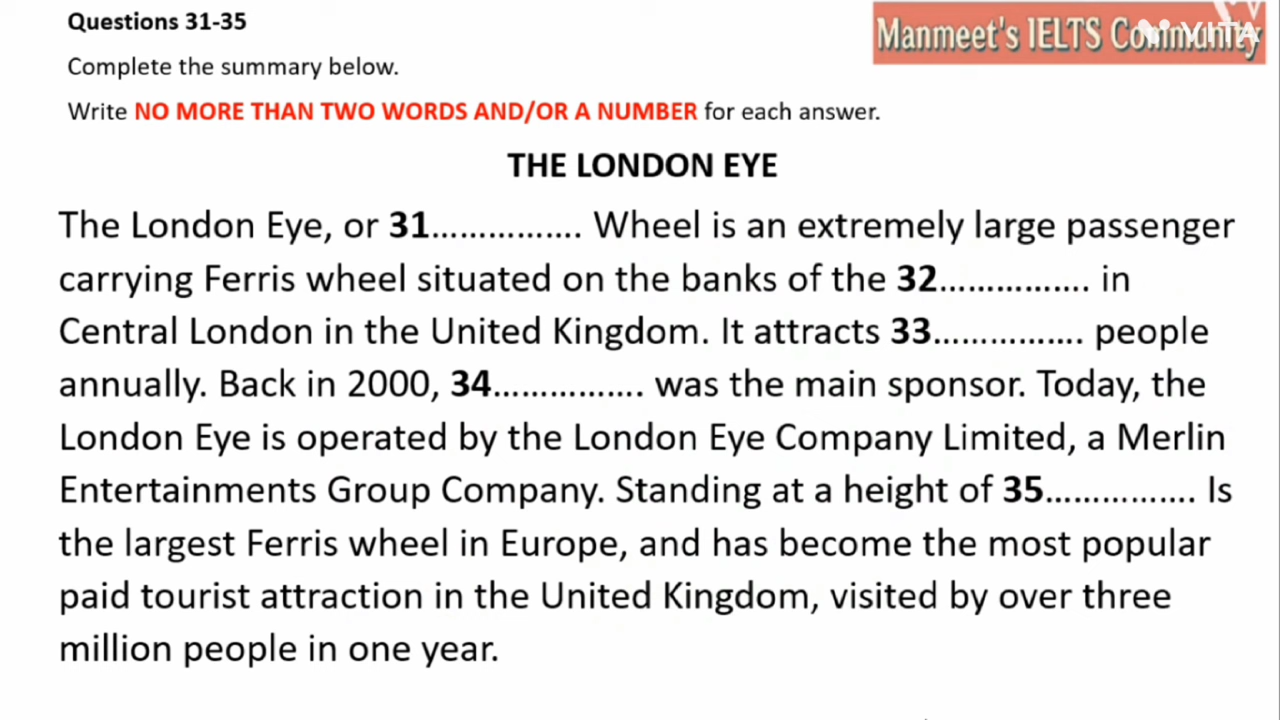 Questions 31-35
Manmeet's IELTS Community
VITA
Complete the summary below.
Write NO MORE THAN TWO WORDS AND/OR A NUMBER for each answer.
THE LONDON EYE
The London Eye, or 31................ Wheel is an extremely large passenger
carrying Ferris wheel situated on the banks of the 32................ in
Central London in the United Kingdom. It attracts 33................ people
annually. Back in 2000, 34................ was the main sponsor. Today, the
London Eye is operated by the London Eye Company Limited, a Merlin
Entertainments Group Company. Standing at a height of 35................ Is
the largest Ferris wheel in Europe, and has become the most popular
paid tourist attraction in the United Kingdom, visited by over three
million people in one year.